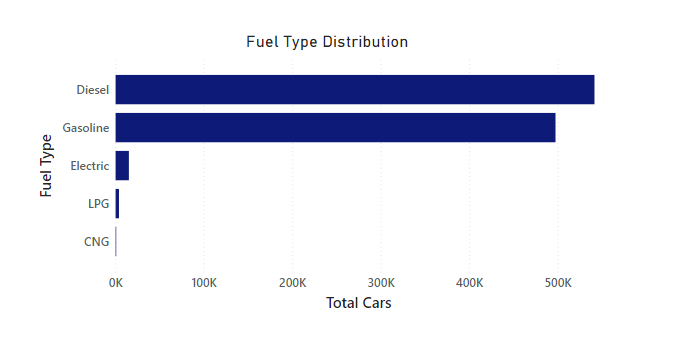 Fuel Type Distribution
Fuel Type
Diesel
Gasoline
Electric
LPG
CNG
0K 100K 200K 300K 400K 500K
Total Cars